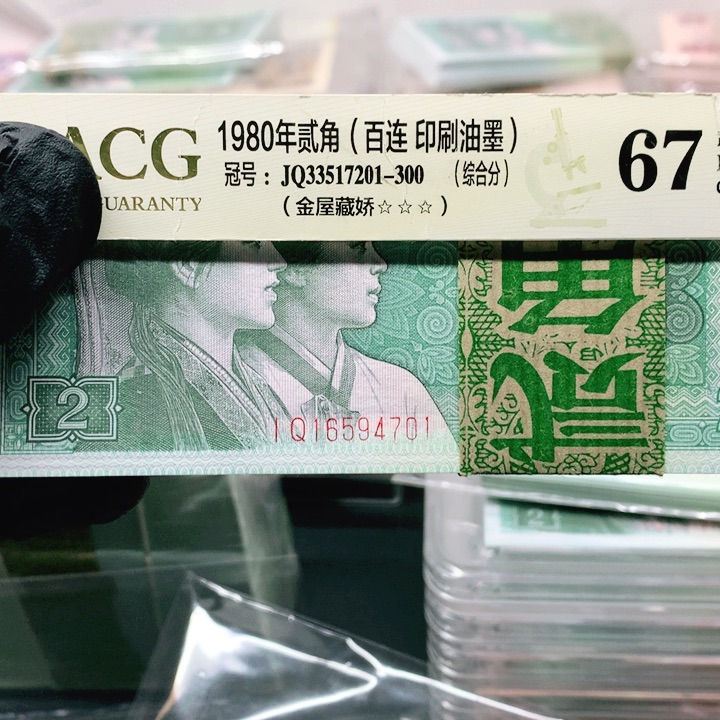 ACG
GUARANTY
1980年贰角（百连 印刷油墨）
冠号：JQ33517201-300 （综合分）
（金屋藏娇☆☆☆）
67
2
IQ16594701